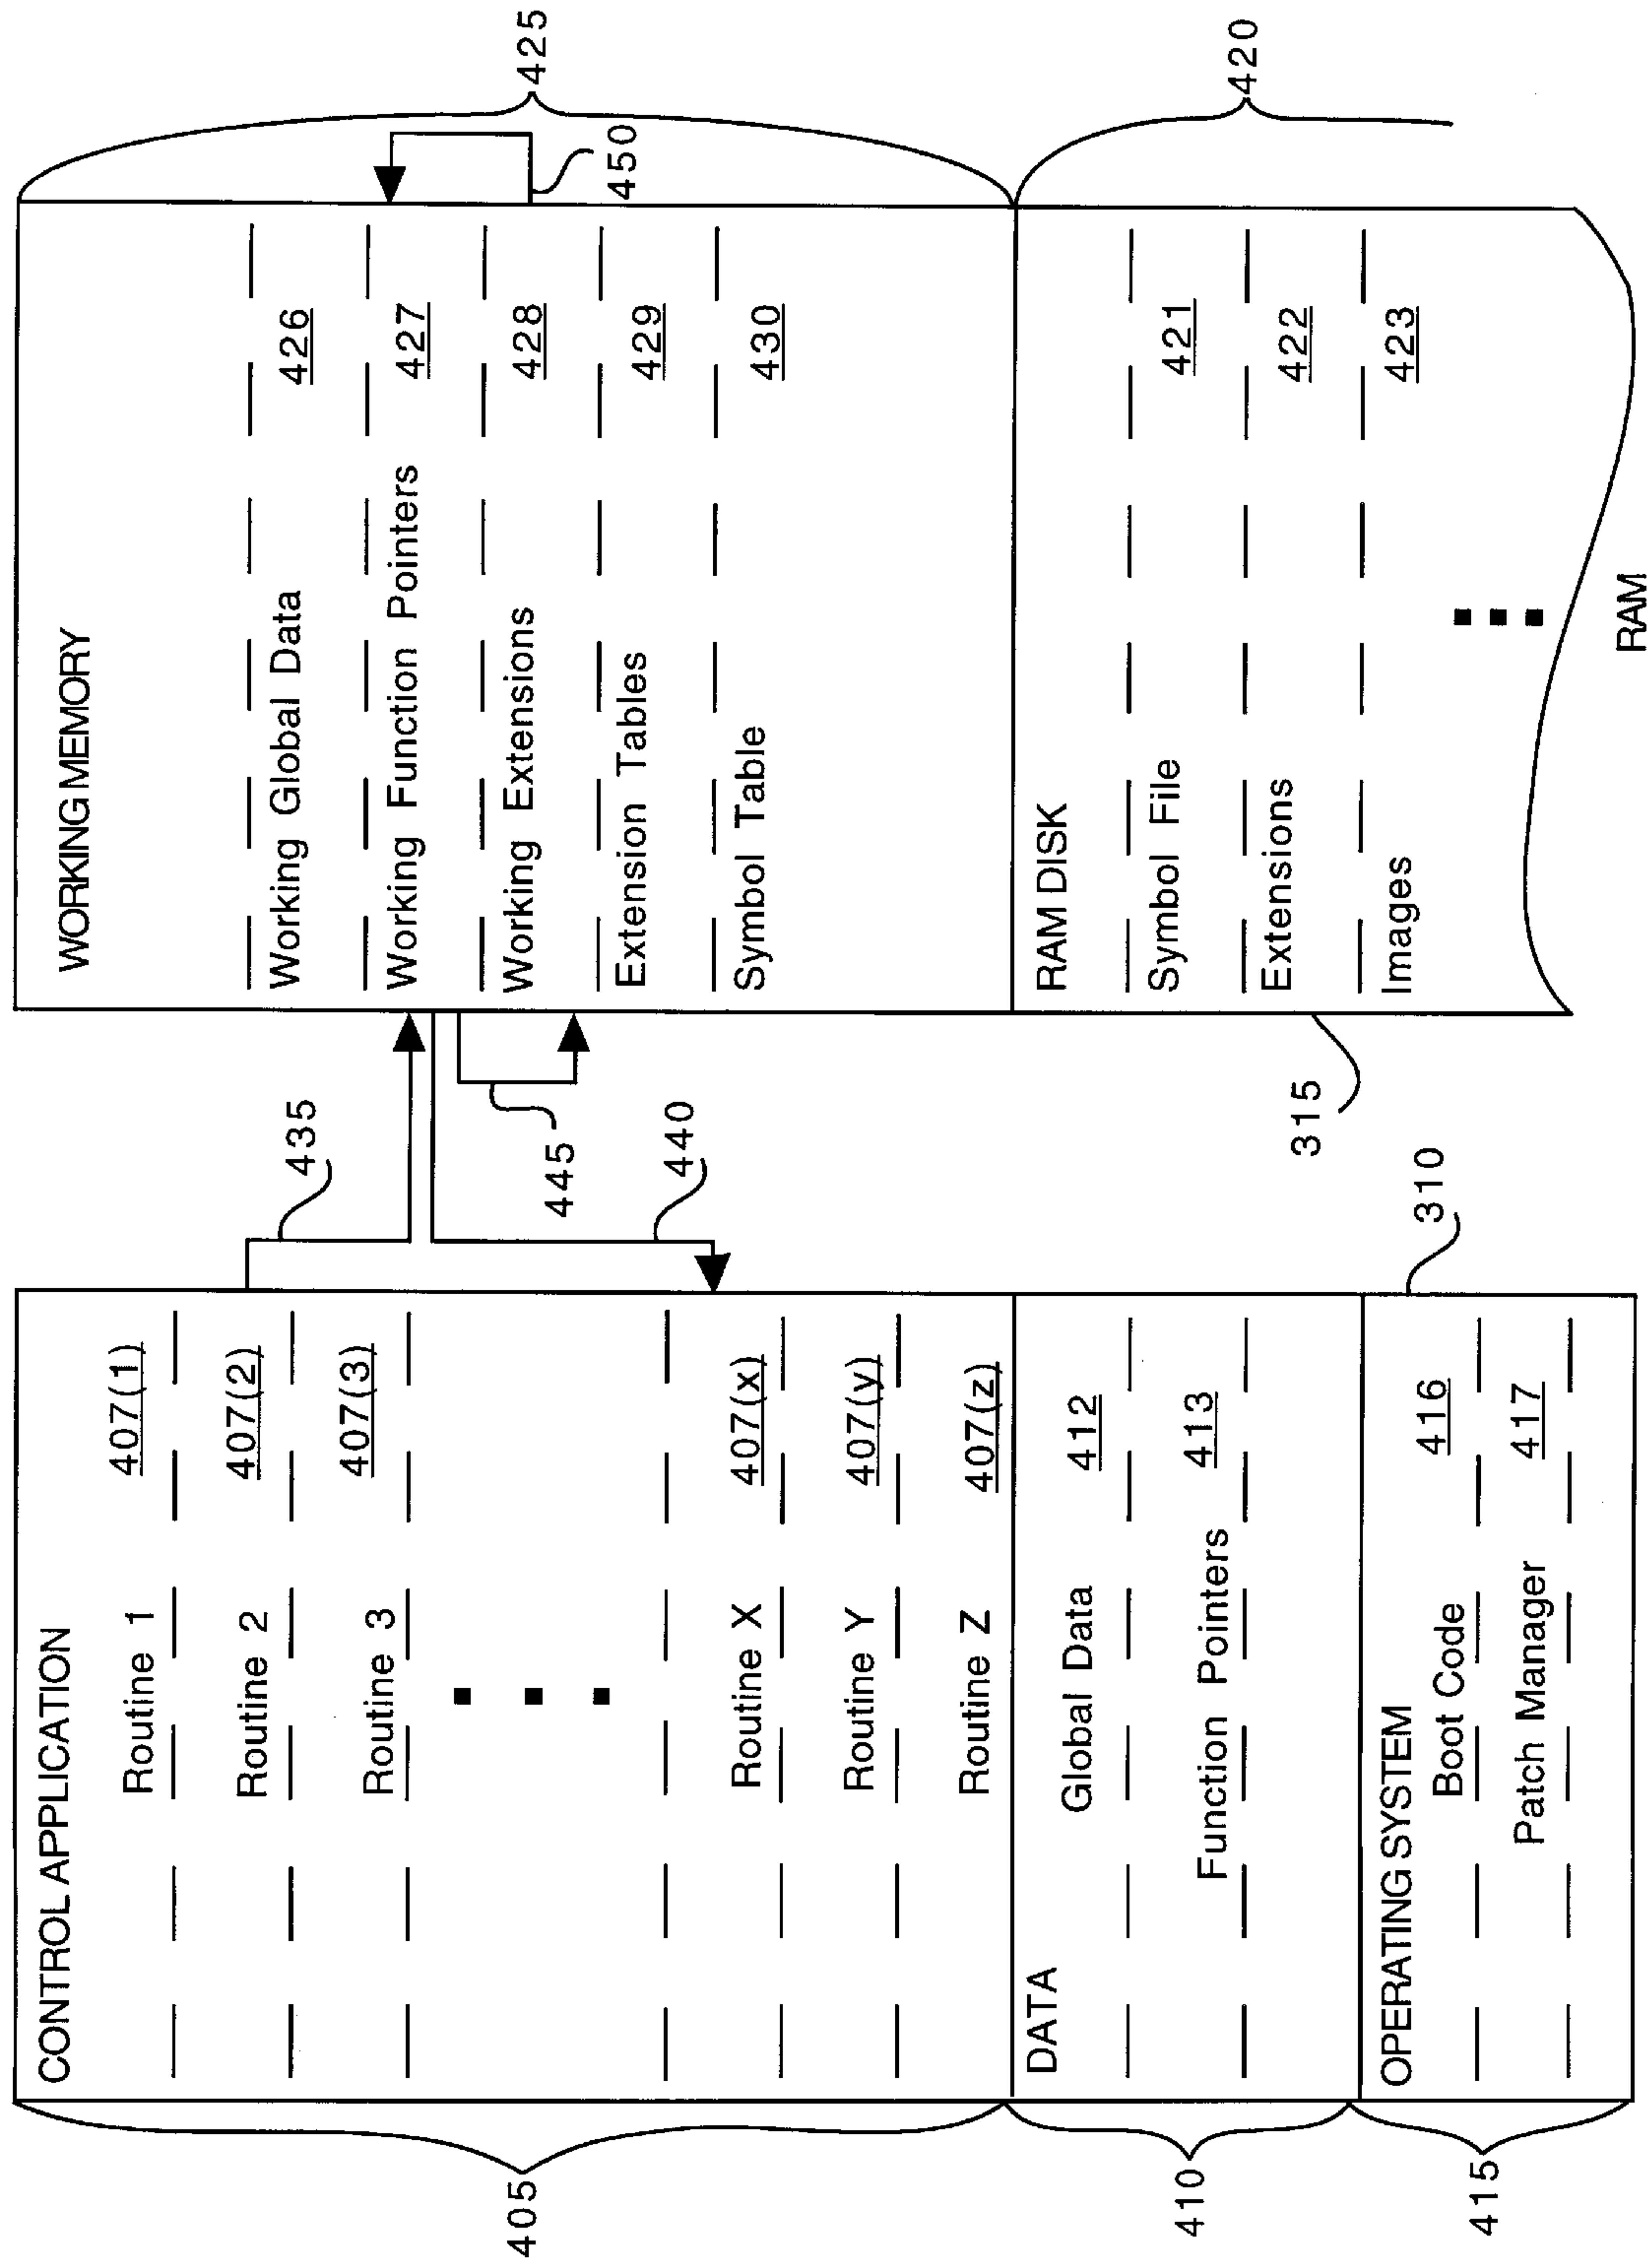 CONTROL APPLICATION
Routine 1 407(1)
Routine 2 407(2)
Routine 3 407(3)
Routine X 407(x)
Routine Y 407(y)
Routine Z 407(z)
405
DATA
Global Data 412
Function Pointers 413
410
OPERATING SYSTEM
Boot Code 416
Patch Manager 417
415
310
435
440
445
WORKING MEMORY
Working Global Data 426
Working Function Pointers 427
Working Extensions 428
Extension Tables 429
Symbol Table 430
425
450
RAM DISK
Symbol File 421
Extensions 422
Images 423
420
315
RAM